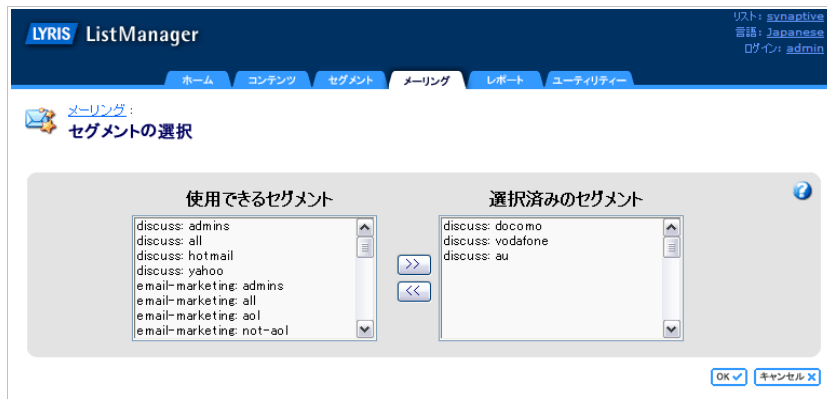 リスト: synaptive
言語: Japanese
ログイン: admin
LYRIS ListManager
ホーム コンテンツ セグメント メーリング レポート ユーティリティー
メーリング :
セグメントの選択
使用できるセグメント
discuss: admins
discuss: all
discuss: hotmail
discuss: yahoo
email-marketing: admins
email-marketing: all
email-marketing: aol
email-marketing: not-aol
>>
<<
選択済みのセグメント
discuss: docomo
discuss: vodafone
discuss: au
?
OK キャンセル